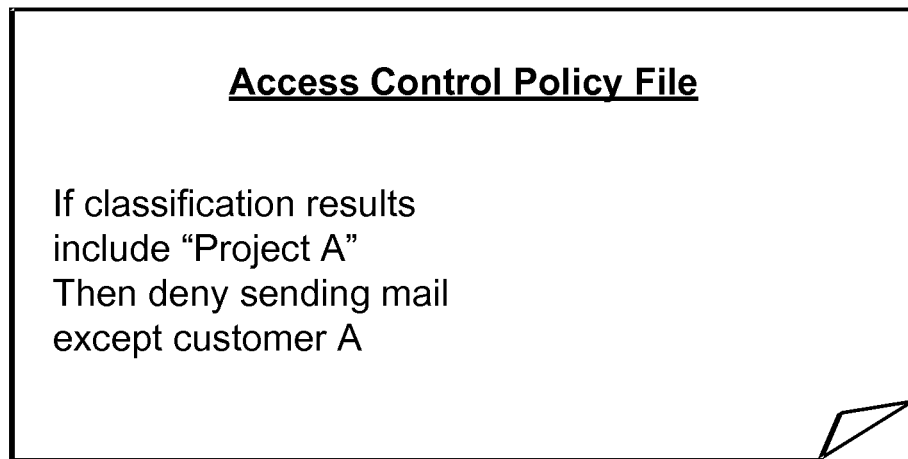 Access Control Policy File
If classification results
include “Project A”
Then deny sending mail
except customer A